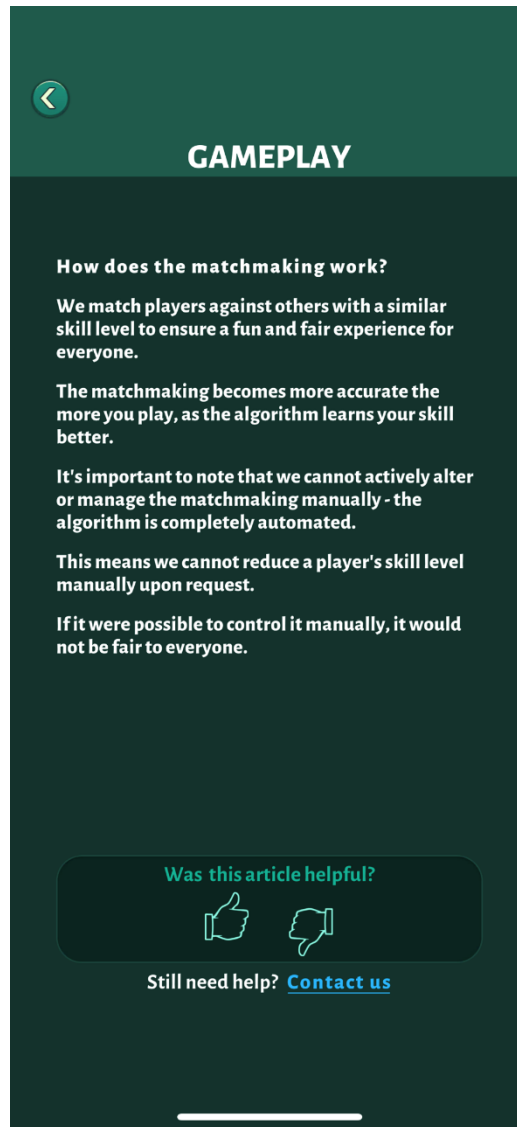 GAMEPLAY
How does the matchmaking work?
We match players against others with a similar
skill level to ensure a fun and fair experience for
everyone.
The matchmaking becomes more accurate the
more you play, as the algorithm learns your skill
better.
It's important to note that we cannot actively alter
or manage the matchmaking manually - the
algorithm is completely automated.
This means we cannot reduce a player's skill level
manually upon request.
If it were possible to control it manually, it would
not be fair to everyone.
Was this article helpful?
Still need help? Contact us